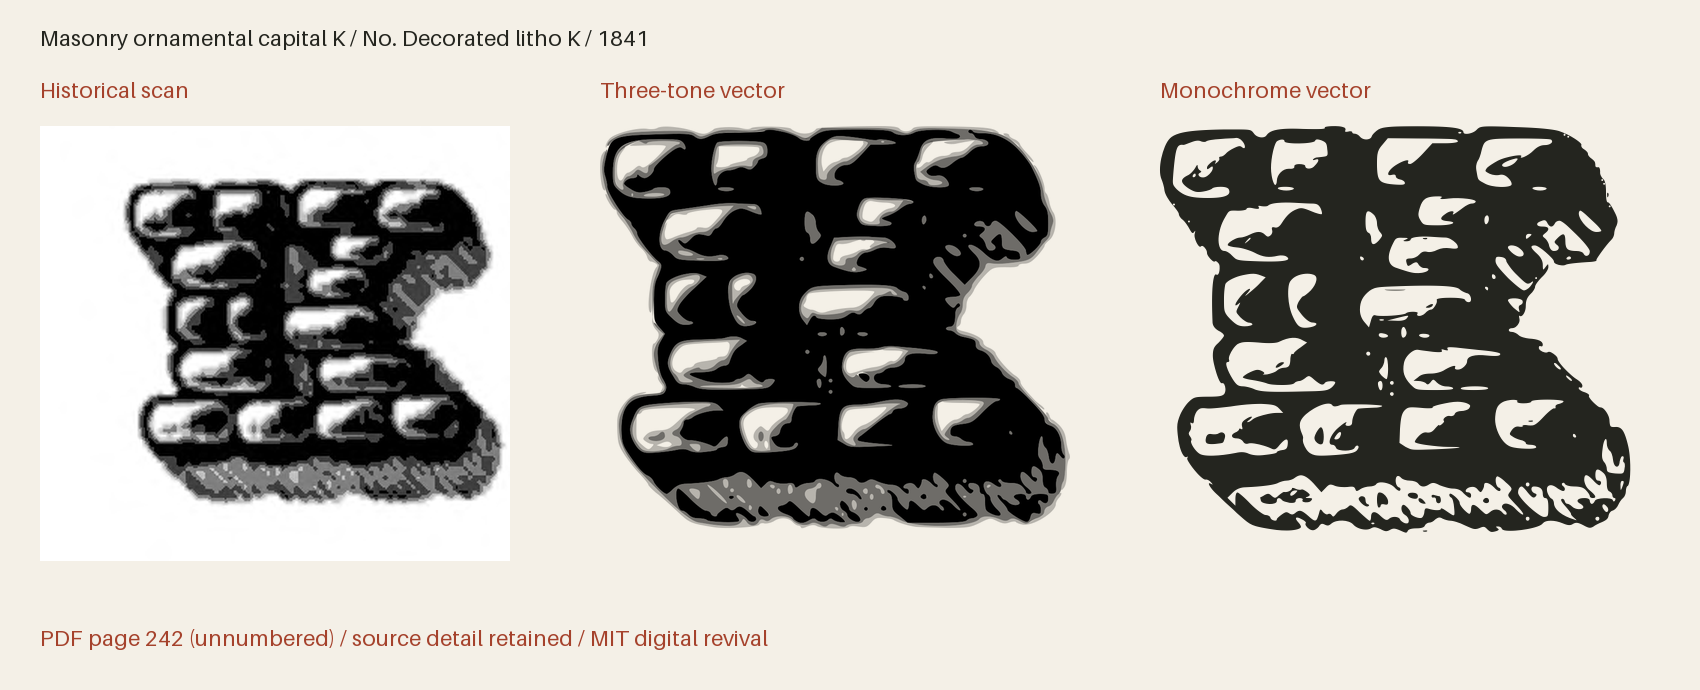 Masonry ornamental capital K / No. Decorated litho K / 1841
Historical scan
Three-tone vector
Monochrome vector
K
K
K
PDF page 242 (unnumbered) / source detail retained / MIT digital revival